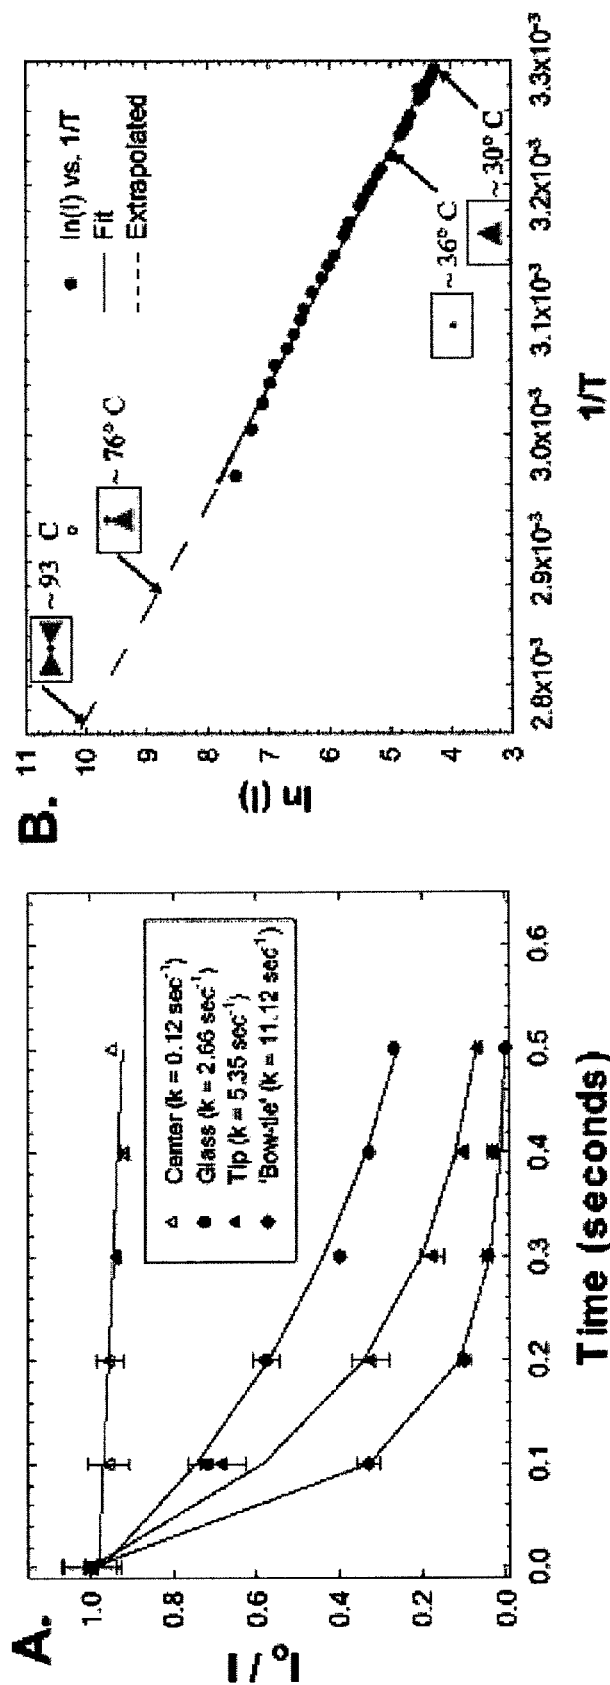 A.
I₀ / I
1.0
0.8
0.6
0.4
0.2
0.0
0.0 0.1 0.2 0.3 0.4 0.5 0.6
Time (seconds)
Center (k = 0.12 sec⁻¹)
Glass (k = 2.66 sec⁻¹)
Tip (k = 5.35 sec⁻¹)
'Bow-tie' (k = 11.12 sec⁻¹)
B.
ln (I)
11
10
9
8
7
6
5
4
3
2.8x10⁻³ 2.9x10⁻³ 3.0x10⁻³ 3.1x10⁻³ 3.2x10⁻³ 3.3x10⁻³
1/T
ln(I) vs. 1/T
Fit
Extrapolated
~93 °C
~76° C
~36° C
~30° C